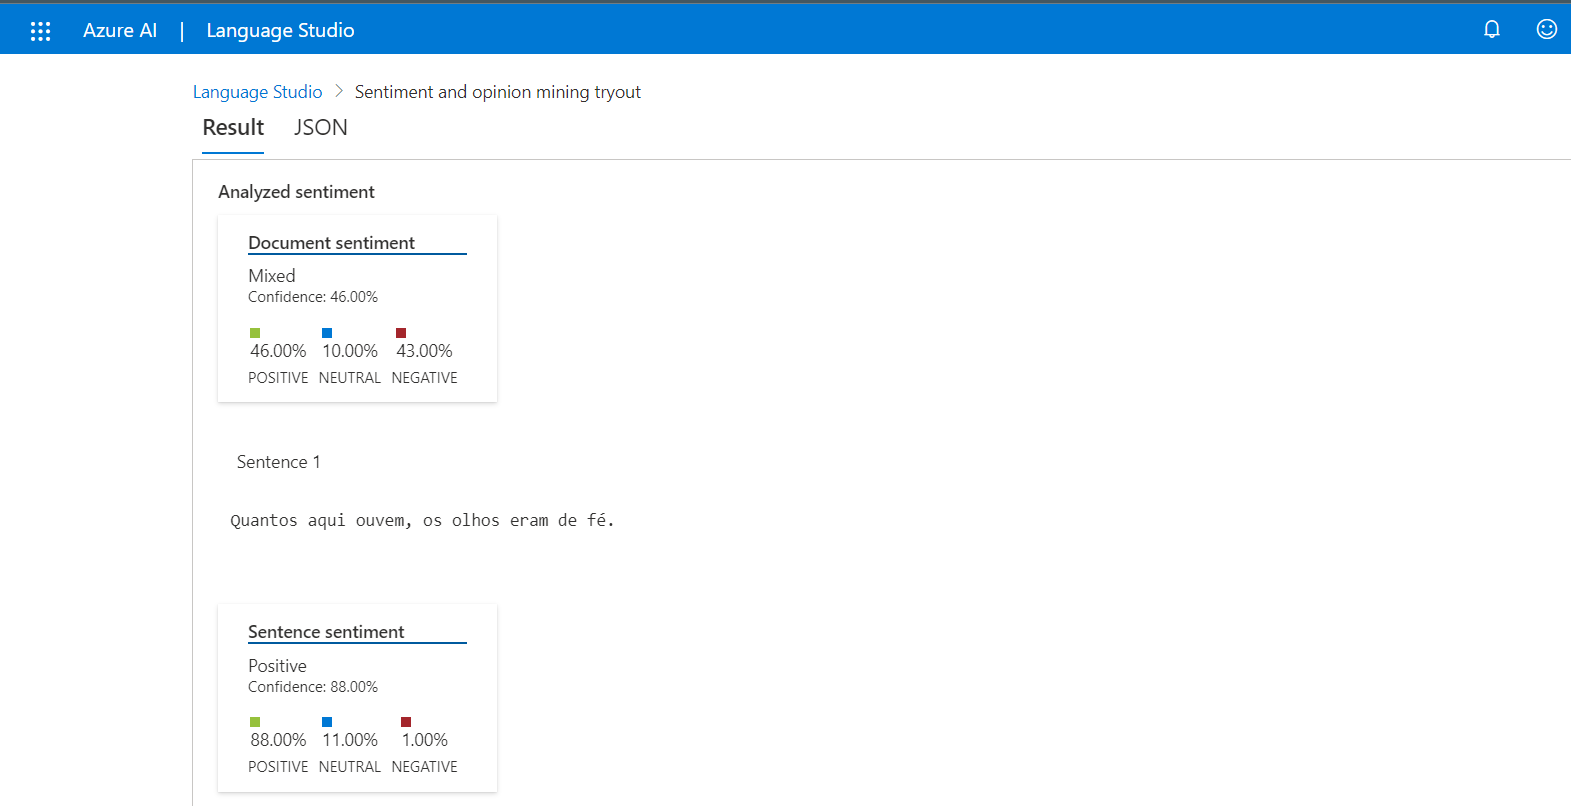 Azure AI | Language Studio
Language Studio > Sentiment and opinion mining tryout
Result JSON
Analyzed sentiment
Document sentiment
Mixed
Confidence: 46.00%
46.00% 10.00% 43.00%
POSITIVE NEUTRAL NEGATIVE
Sentence 1
Quantos aqui ouvem, os olhos eram de fé.
Sentence sentiment
Positive
Confidence: 88.00%
88.00% 11.00% 1.00%
POSITIVE NEUTRAL NEGATIVE